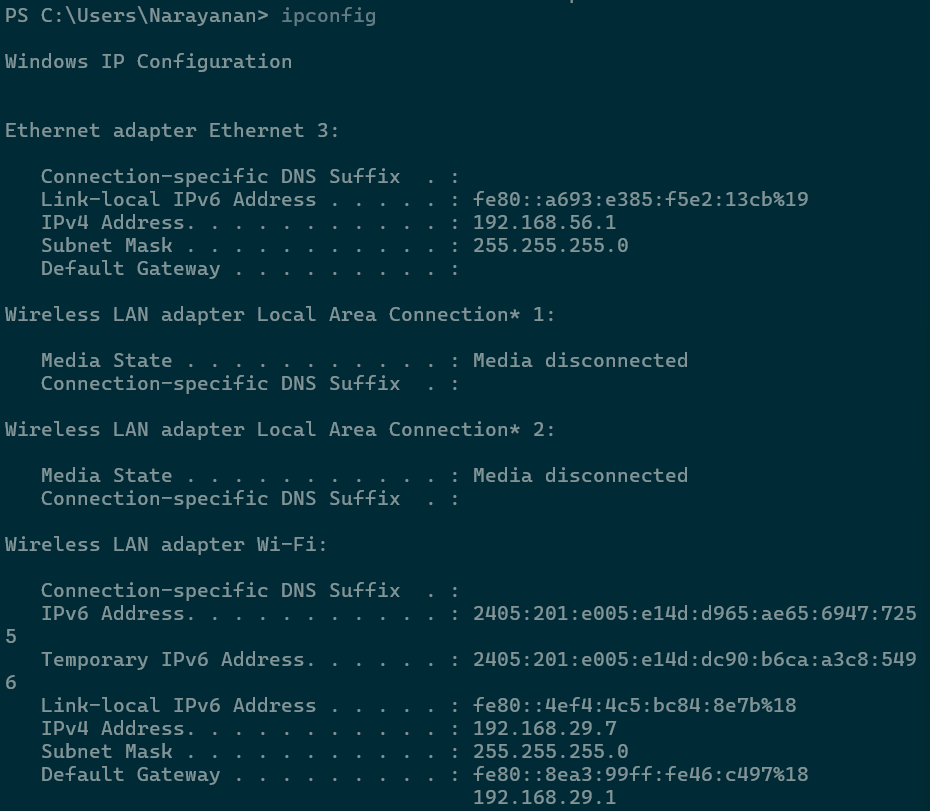 PS C:\Users\Narayanan> ipconfig
Windows IP Configuration
Ethernet adapter Ethernet 3:
   Connection-specific DNS Suffix  . :
   Link-local IPv6 Address . . . . . : fe80::a693:e385:f5e2:13cb%19
   IPv4 Address. . . . . . . . . . . : 192.168.56.1
   Subnet Mask . . . . . . . . . . . : 255.255.255.0
   Default Gateway . . . . . . . . . :
Wireless LAN adapter Local Area Connection* 1:
   Media State . . . . . . . . . . . : Media disconnected
   Connection-specific DNS Suffix  . :
Wireless LAN adapter Local Area Connection* 2:
   Media State . . . . . . . . . . . : Media disconnected
   Connection-specific DNS Suffix  . :
Wireless LAN adapter Wi-Fi:
   Connection-specific DNS Suffix  . :
   IPv6 Address. . . . . . . . . . . : 2405:201:e005:e14d:d965:ae65:6947:725
5
   Temporary IPv6 Address. . . . . . : 2405:201:e005:e14d:dc90:b6ca:a3c8:549
6
   Link-local IPv6 Address . . . . . : fe80::4ef4:4c5:bc84:8e7b%18
   IPv4 Address. . . . . . . . . . . : 192.168.29.7
   Subnet Mask . . . . . . . . . . . : 255.255.255.0
   Default Gateway . . . . . . . . . : fe80::8ea3:99ff:fe46:c497%18
                                       192.168.29.1